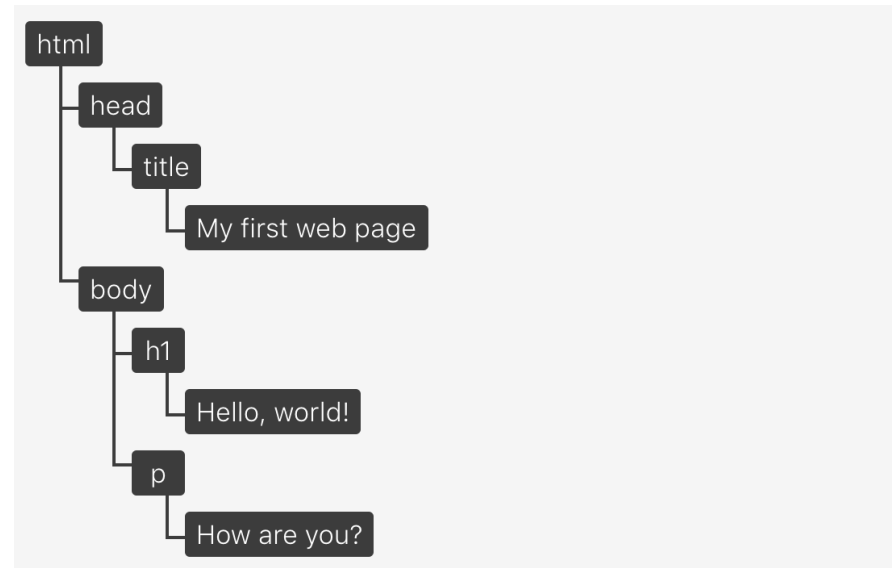 html
head
title
My first web page
body
h1
Hello, world!
p
How are you?